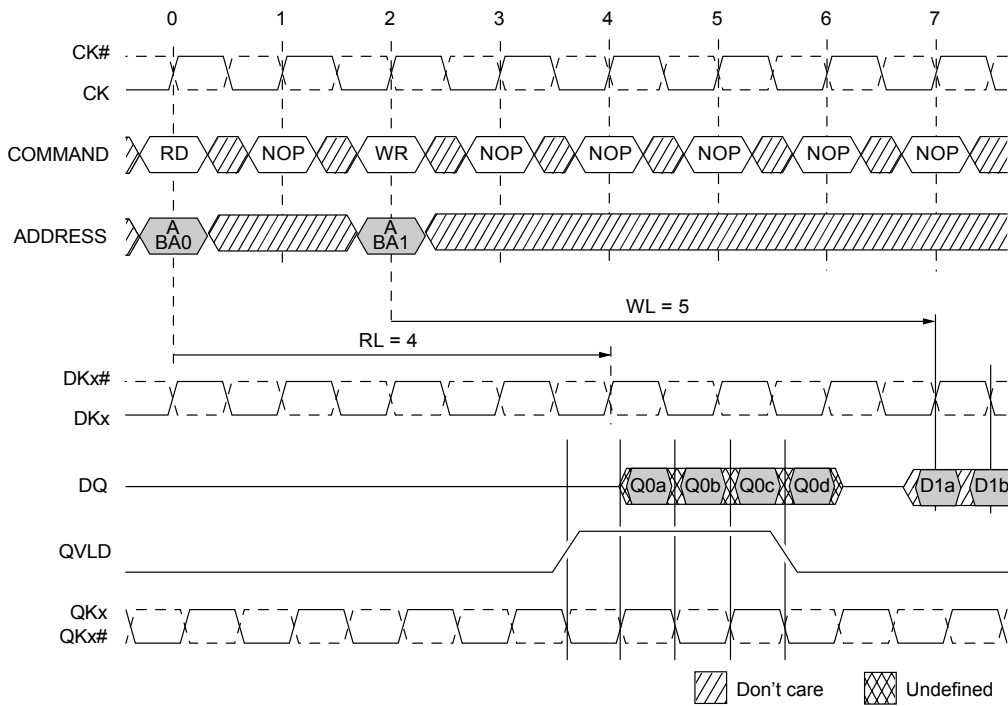 0 1 2 3 4 5 6 7
CK#
CK
COMMAND RD NOP WR NOP NOP NOP NOP NOP
ADDRESS A BA0 A BA1
WL = 5
RL = 4
DKx#
DKx
DQ Q0a Q0b Q0c Q0d D1a D1b
QVLD
QKx
QKx#
Don't care Undefined